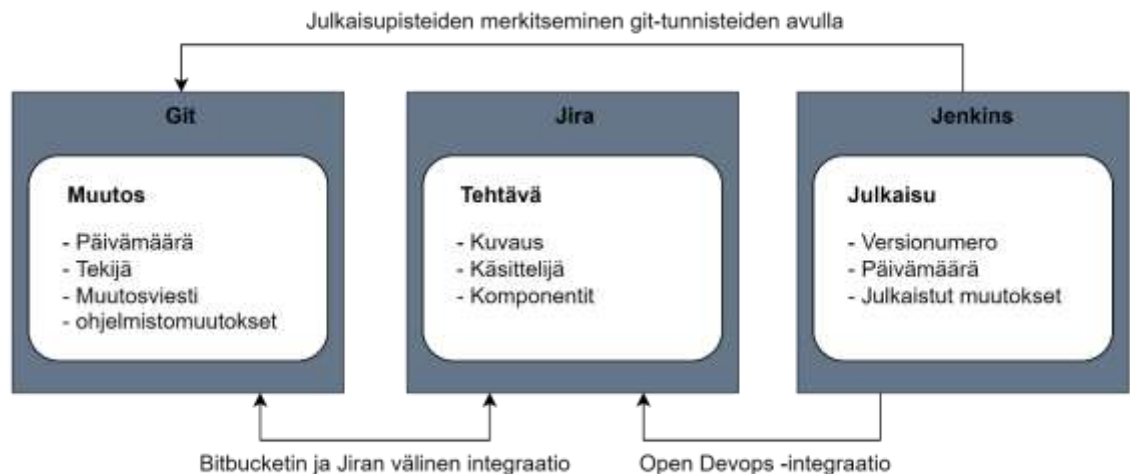 Julkaisupisteiden merkitseminen git-tunnisteiden avulla
Git
Muutos
- Päivämäärä
- Tekijä
- Muutosviesti
- ohjelmistomuutokset
Jira
Tehtävä
- Kuvaus
- Käsittelijä
- Komponentit
Jenkins
Julkaisu
- Versionumero
- Päivämäärä
- Julkaistut muutokset
Bitbucketin ja Jiran välinen integraatio
Open Devops -integraatio